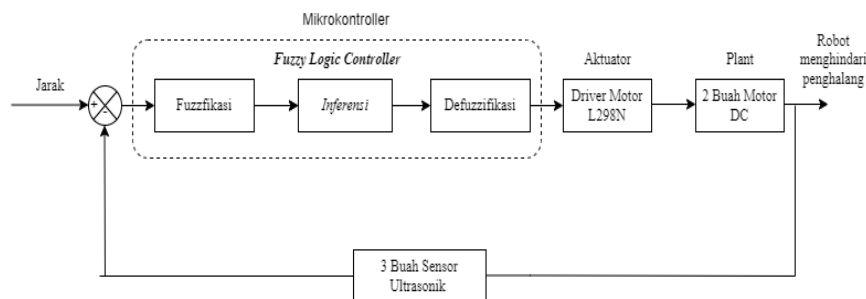 Mikrokontroller
Fuzzy Logic Controller
Jarak
+
-
Fuzzfikasi
Inferensi
Defuzzifikasi
Aktuator
Driver Motor
L298N
Plant
2 Buah Motor
DC
Robot
menghindari
penghalang
3 Buah Sensor
Ultrasonik